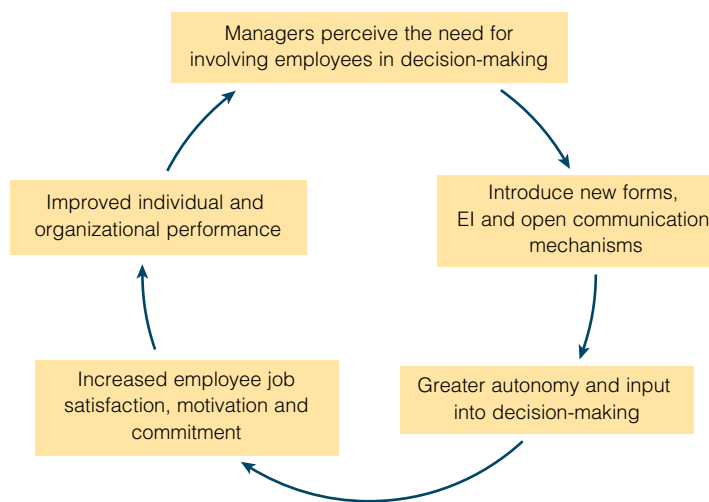 Managers perceive the need for
involving employees in decision-making
Introduce new forms,
EI and open communication
mechanisms
Greater autonomy and input
into decision-making
Increased employee job
satisfaction, motivation and
commitment
Improved individual and
organizational performance